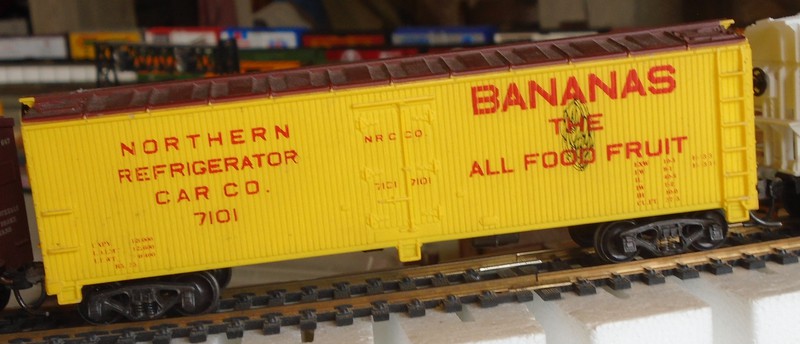 NORTHERN
REFRIGERATOR
CAR CO.
7101
NRC CO.
7101 7101
BANANAS
THE
ALL FOOD FRUIT